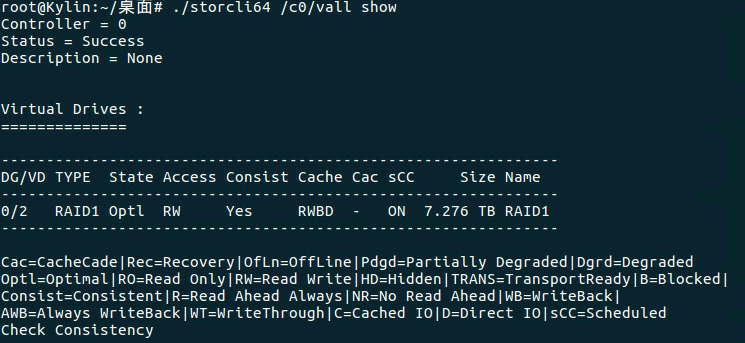 root@Kylin:~/桌面# ./storcli64 /c0/vall show
Controller = 0
Status = Success
Description = None
Virtual Drives :
==============
---------------------------------------------------------------
DG/VD TYPE  State Access Consist Cache Cac sCC     Size Name
---------------------------------------------------------------
0/2   RAID1 Optl  RW     Yes     RWBD  -   ON  7.276 TB RAID1
---------------------------------------------------------------
Cac=CacheCade|Rec=Recovery|OfLn=OffLine|Pdgd=Partially Degraded|Dgrd=Degraded
Optl=Optimal|RO=Read Only|RW=Read Write|HD=Hidden|TRANS=TransportReady|B=Blocked|
Consist=Consistent|R=Read Ahead Always|NR=No Read Ahead|WB=WriteBack|
AWB=Always WriteBack|WT=WriteThrough|C=Cached IO|D=Direct IO|sCC=Scheduled
Check Consistency